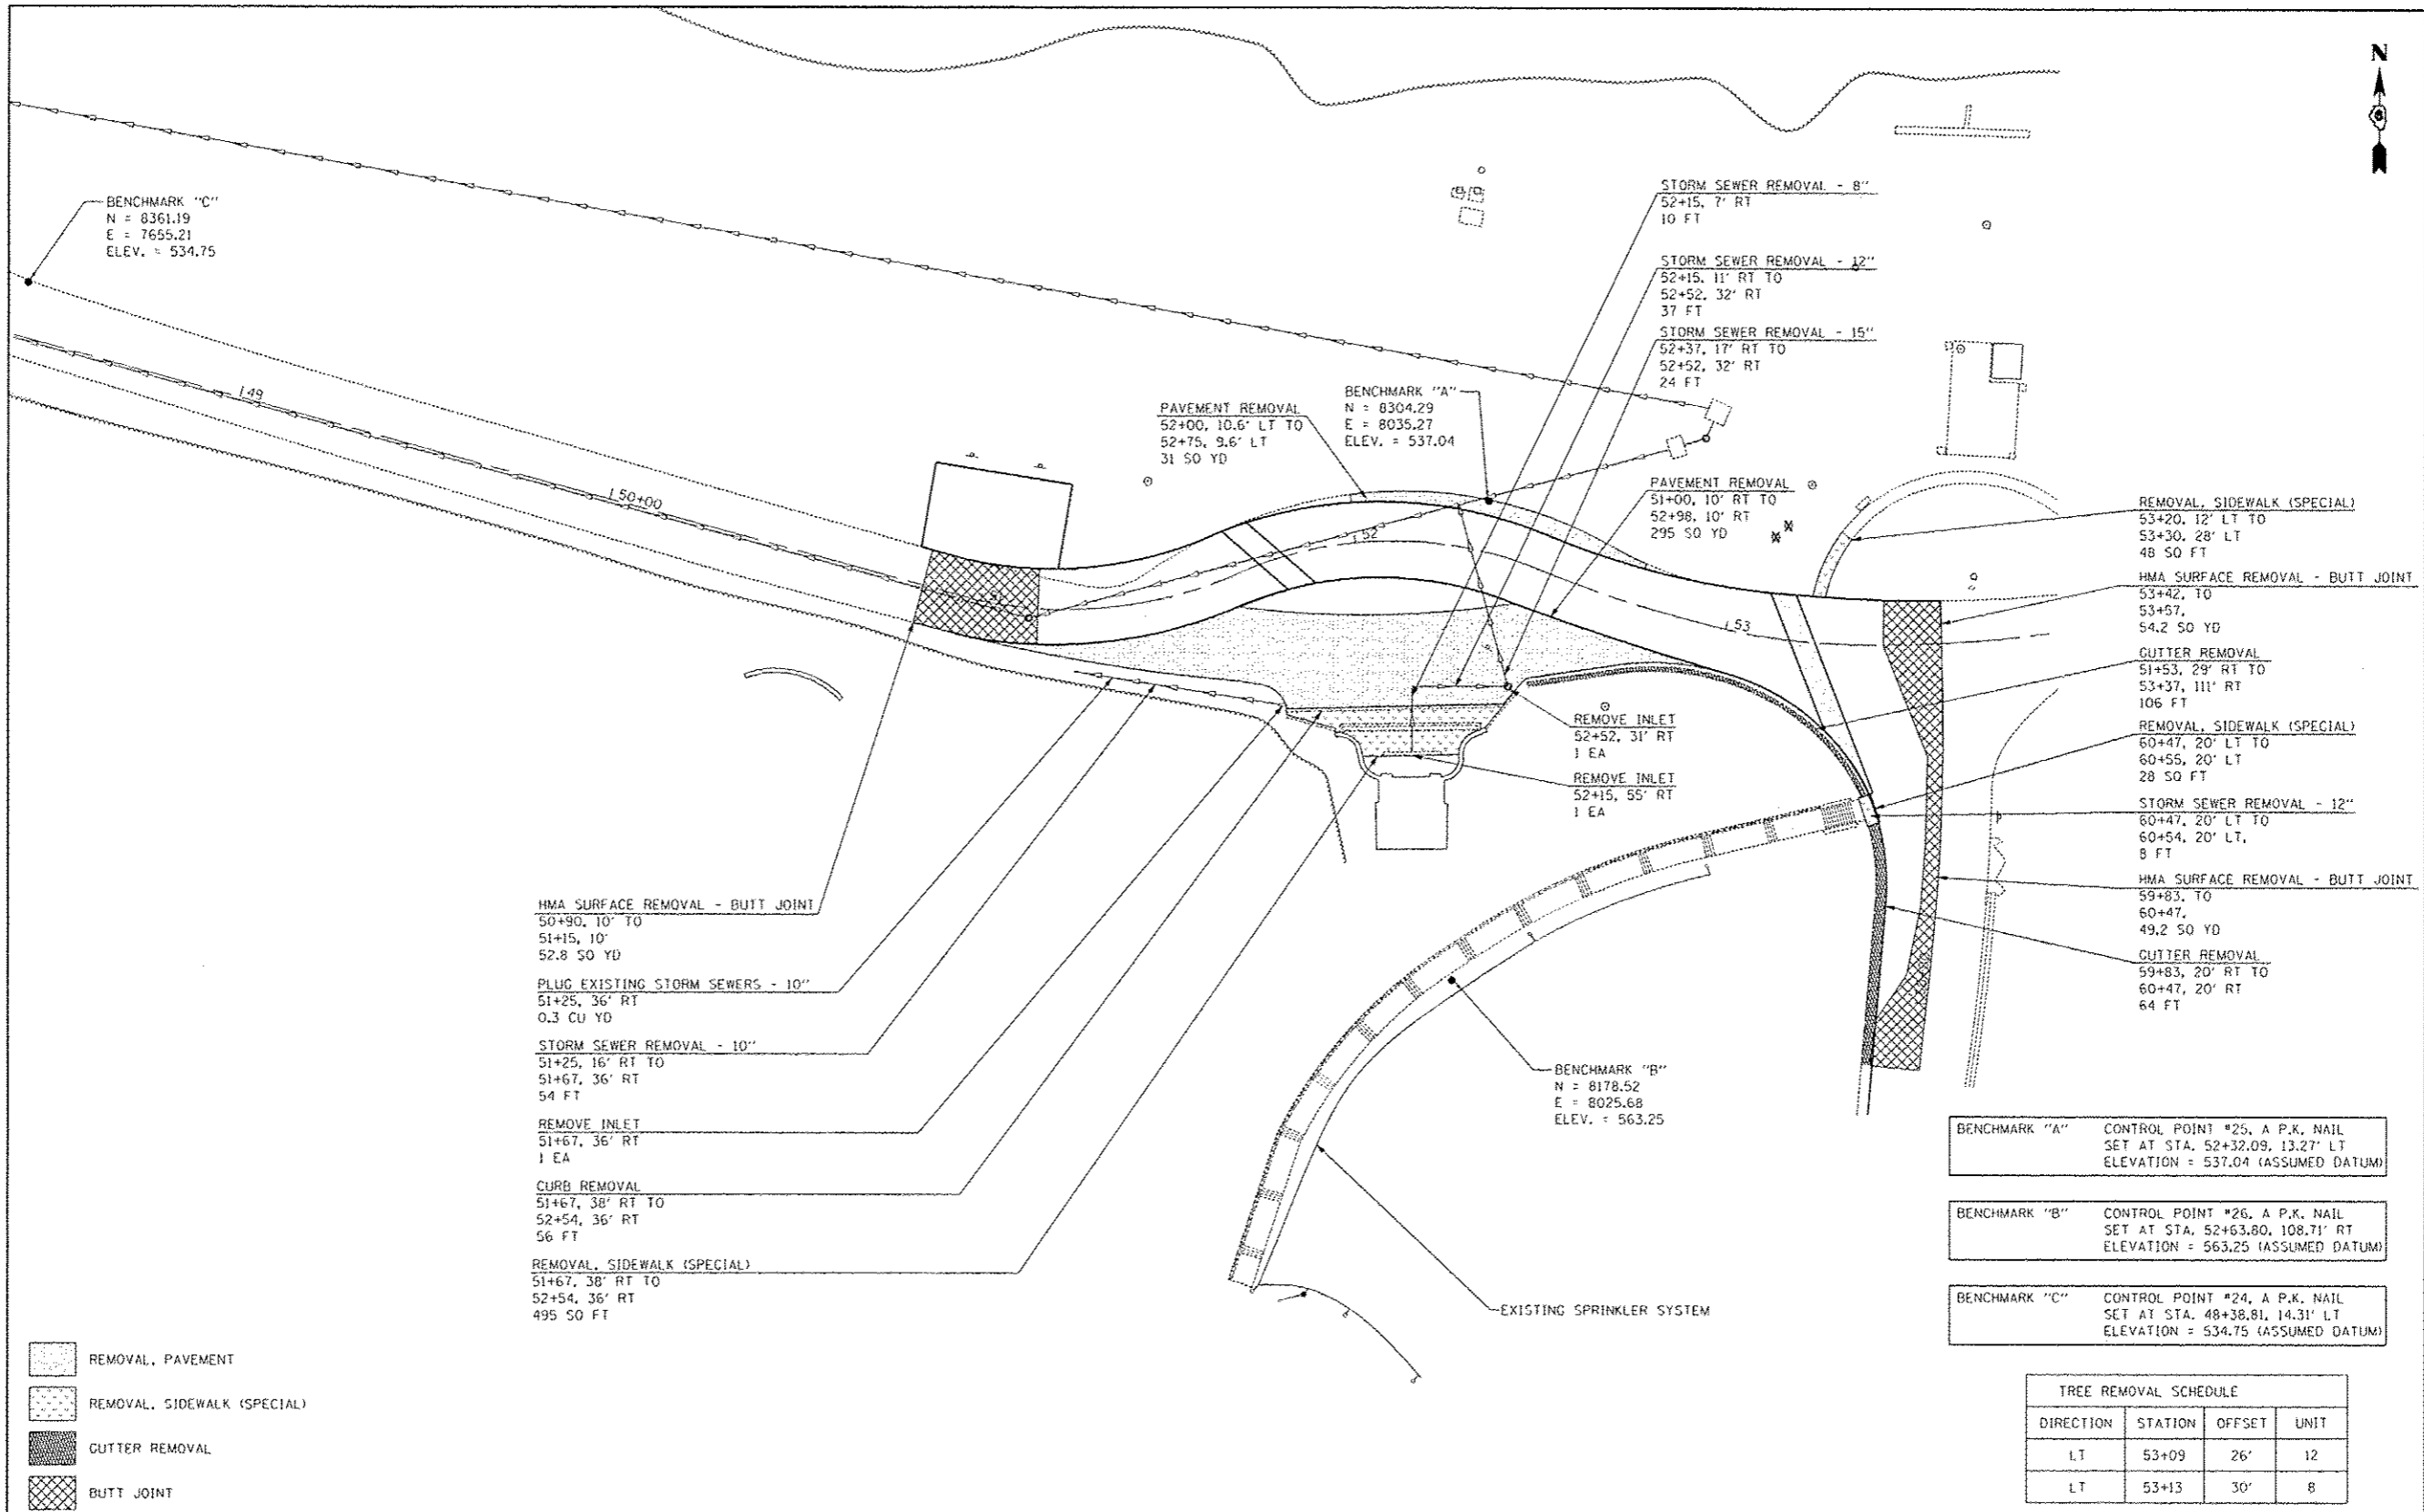 N
BENCHMARK "C"
N = 8361.19
E = 7655.21
ELEV. = 534.75
STORM SEWER REMOVAL - 8"
52+15, 7' RT
10 FT
STORM SEWER REMOVAL - 12"
52+15, 11' RT TO
52+52, 32' RT
37 FT
STORM SEWER REMOVAL - 15"
52+37, 17' RT TO
52+52, 32' RT
24 FT
BENCHMARK "A"
N = 8304.29
E = 8035.27
ELEV. = 537.04
PAVEMENT REMOVAL
52+00, 10.6' LT TO
52+75, 9.6' LT
31 SQ YD
PAVEMENT REMOVAL
51+00, 10' RT TO
52+98, 10' RT
295 SQ YD
149
150+00
152
153
REMOVAL, SIDEWALK (SPECIAL)
53+20, 12' LT TO
53+30, 28' LT
48 SQ FT
HMA SURFACE REMOVAL - BUTT JOINT
53+42, TO
53+57,
54.2 SQ YD
GUTTER REMOVAL
51+53, 29' RT TO
53+37, 111' RT
106 FT
REMOVAL, SIDEWALK (SPECIAL)
60+47, 20' LT TO
60+55, 20' LT
28 SQ FT
STORM SEWER REMOVAL - 12"
60+47, 20' LT TO
60+54, 20' LT,
8 FT
HMA SURFACE REMOVAL - BUTT JOINT
59+83, TO
60+47,
49.2 SQ YD
GUTTER REMOVAL
59+83, 20' RT TO
60+47, 20' RT
64 FT
REMOVE INLET
52+52, 31' RT
1 EA
REMOVE INLET
52+15, 55' RT
1 EA
HMA SURFACE REMOVAL - BUTT JOINT
50+90, 10' TO
51+15, 10'
52.8 SQ YD
PLUG EXISTING STORM SEWERS - 10"
51+25, 36' RT
0.3 CU YD
STORM SEWER REMOVAL - 10"
51+25, 16' RT TO
51+67, 36' RT
54 FT
REMOVE INLET
51+67, 36' RT
1 EA
CURB REMOVAL
51+67, 38' RT TO
52+54, 36' RT
56 FT
REMOVAL, SIDEWALK (SPECIAL)
51+67, 38' RT TO
52+54, 36' RT
495 SQ FT
BENCHMARK "B"
N = 8178.52
E = 8025.68
ELEV. = 563.25
EXISTING SPRINKLER SYSTEM
BENCHMARK "A" CONTROL POINT #25, A P.K. NAIL
SET AT STA. 52+32.09, 13.27' LT
ELEVATION = 537.04 (ASSUMED DATUM)
BENCHMARK "B" CONTROL POINT #26, A P.K. NAIL
SET AT STA. 52+63.80, 108.71' RT
ELEVATION = 563.25 (ASSUMED DATUM)
BENCHMARK "C" CONTROL POINT #24, A P.K. NAIL
SET AT STA. 48+38.81, 14.31' LT
ELEVATION = 534.75 (ASSUMED DATUM)
REMOVAL, PAVEMENT
REMOVAL, SIDEWALK (SPECIAL)
GUTTER REMOVAL
BUTT JOINT
TREE REMOVAL SCHEDULE
DIRECTION STATION OFFSET UNIT
LT 53+09 26' 12
LT 53+13 30' 8